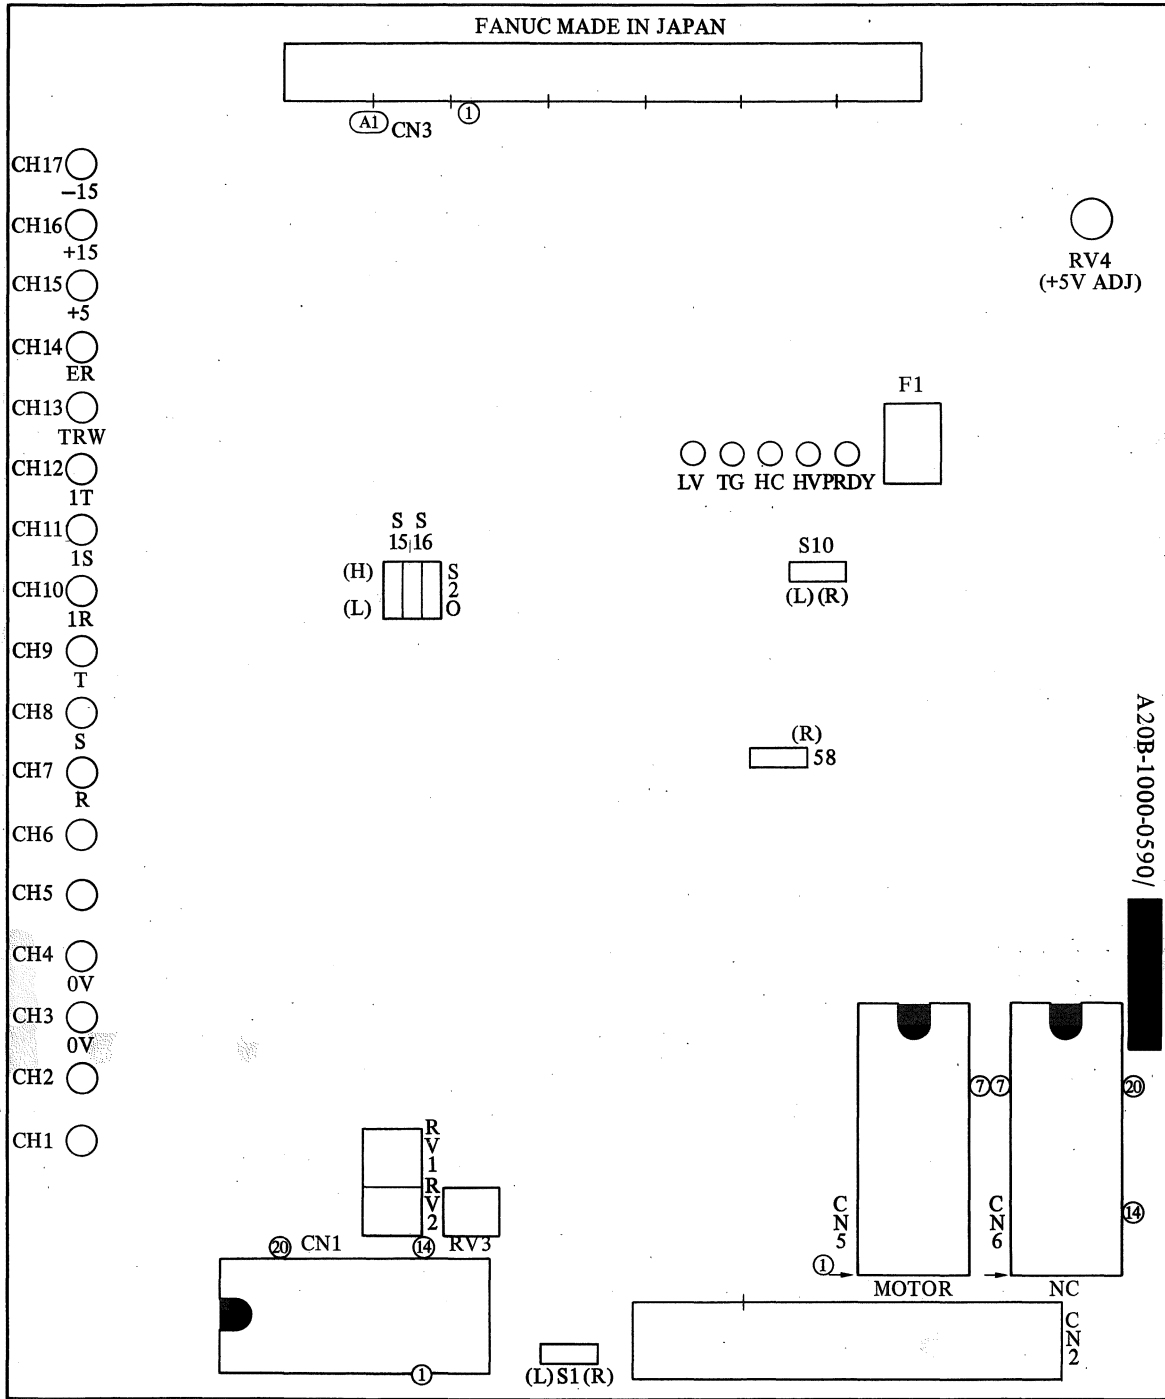 FANUC MADE IN JAPAN
A1 CN3 1
CH17
−15
CH16
+15
CH15
+5
CH14
ER
CH13
TRW
CH12
1T
CH11
1S
CH10
1R
CH9
T
CH8
S
CH7
R
CH6
CH5
CH4
0V
CH3
0V
CH2
CH1
RV4
(+5V ADJ)
F1
LV TG HC HV PRDY
S S
15 16
(H)
(L)
S2O
S10
(L) (R)
(R)
58
A20B-1000-0590/
RV1
RV2
RV3
20 CN1 14
1
(L) S1 (R)
CN5
1
MOTOR
7 7
CN6
20
14
NC
CN2